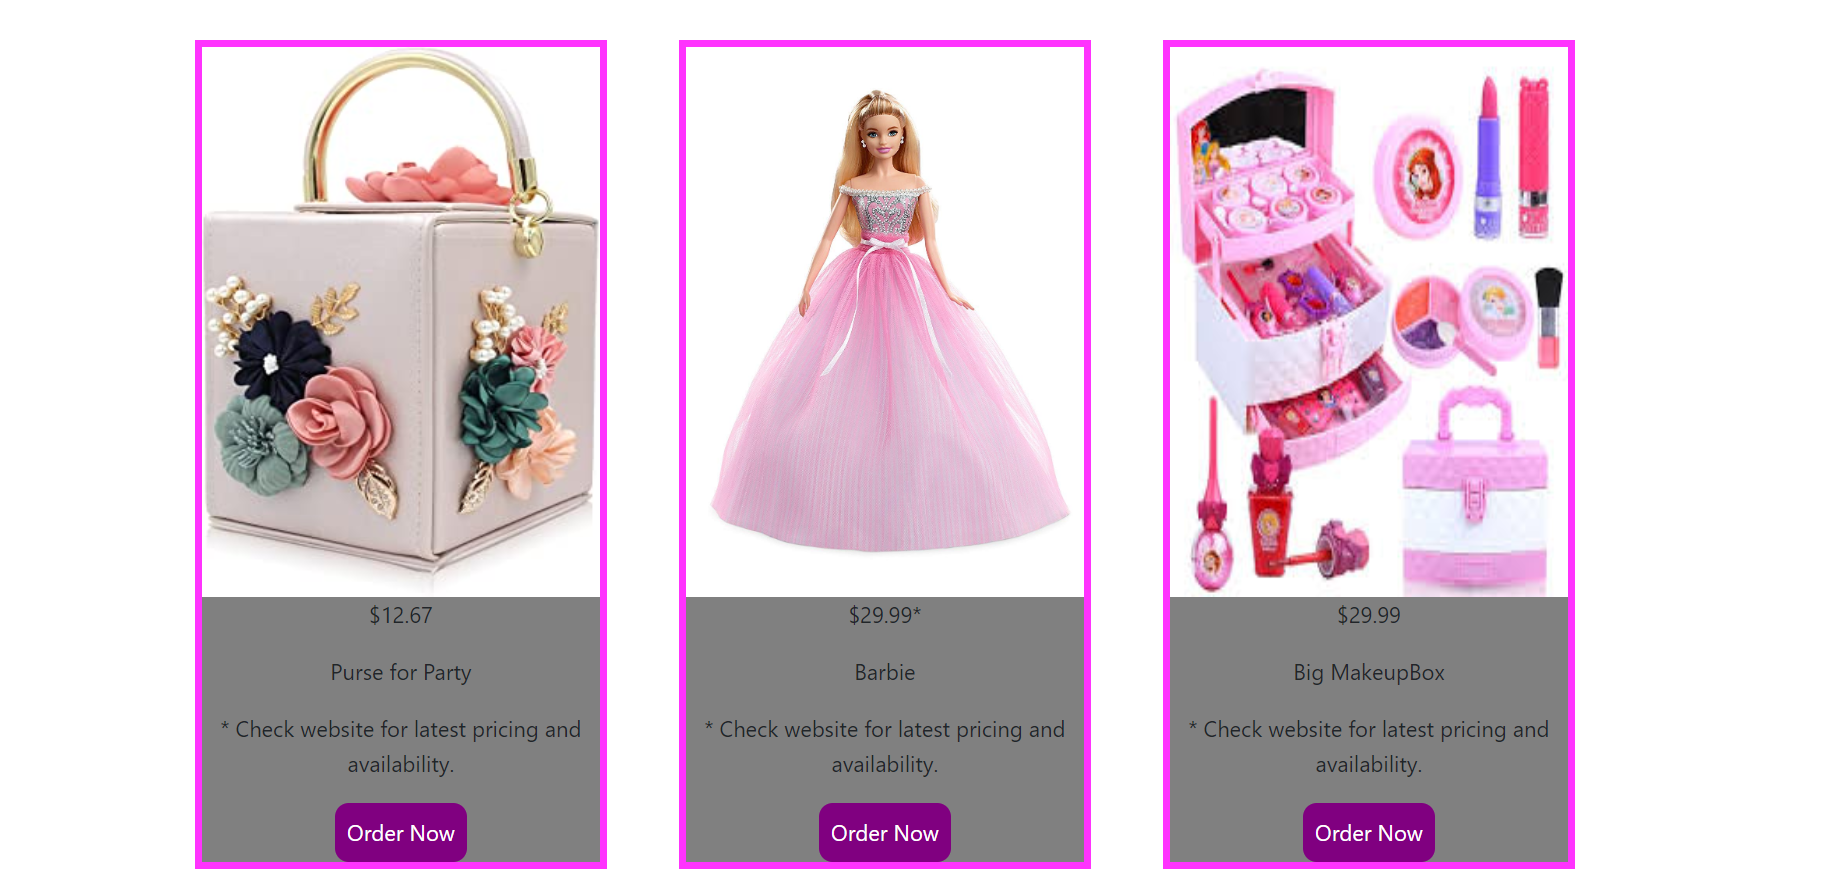 $12.67
Purse for Party
* Check website for latest pricing and
availability.
Order Now
$29.99*
Barbie
* Check website for latest pricing and
availability.
Order Now
$29.99
Big MakeupBox
* Check website for latest pricing and
availability.
Order Now